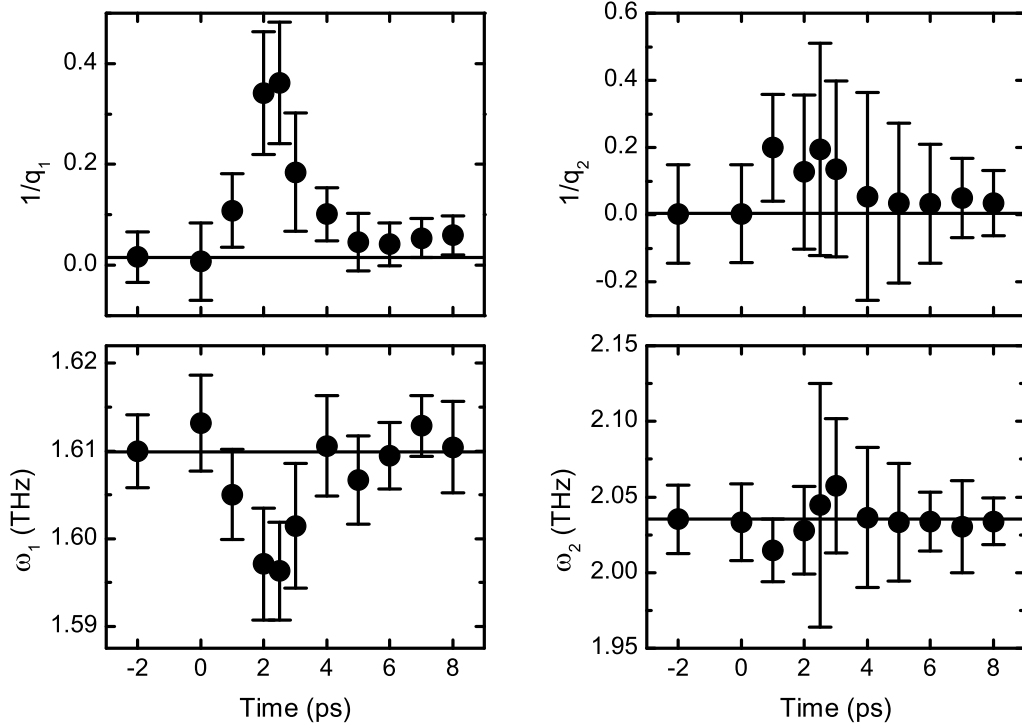 0.4
0.2
0.0
1/q₁
0.6
0.4
0.2
0.0
-0.2
1/q₂
1.62
1.61
1.60
1.59
ω₁ (THz)
-2 0 2 4 6 8
Time (ps)
2.15
2.10
2.05
2.00
1.95
ω₂ (THz)
-2 0 2 4 6 8
Time (ps)